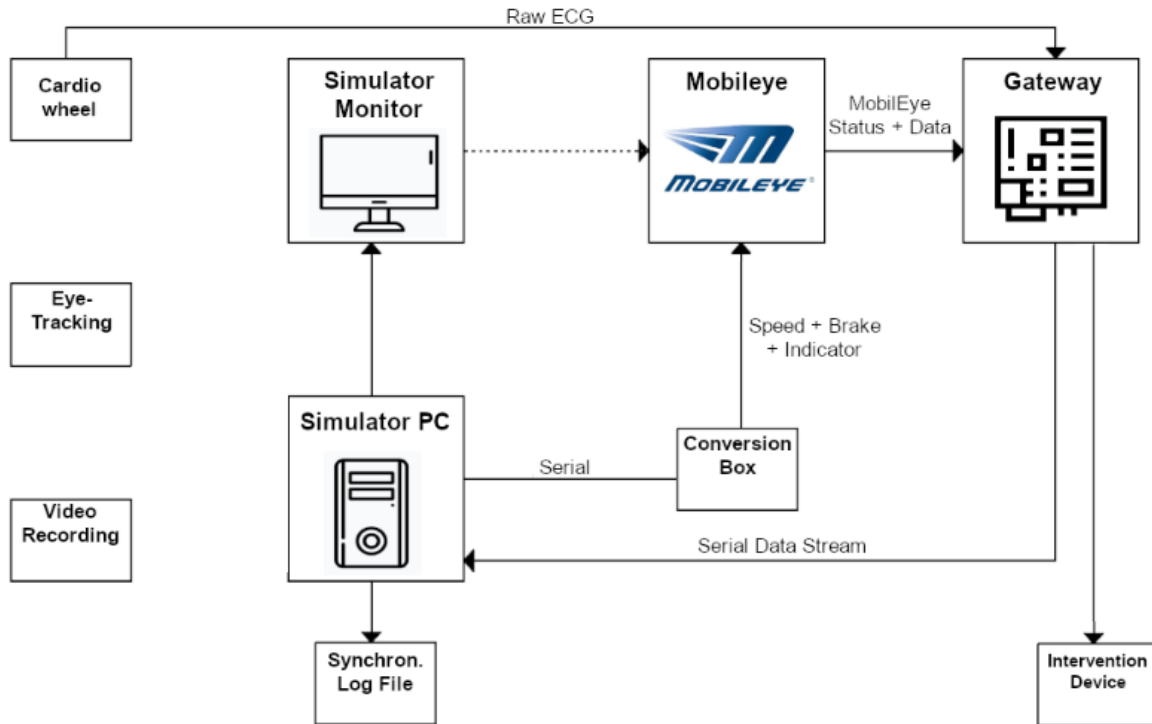 Raw ECG
Cardio
wheel
Simulator
Monitor
Mobileye
MOBILEYE®
MobilEye
Status + Data
Gateway
Eye-
Tracking
Speed + Brake
+ Indicator
Simulator PC
Serial
Conversion
Box
Video
Recording
Serial Data Stream
Synchron.
Log File
Intervention
Device